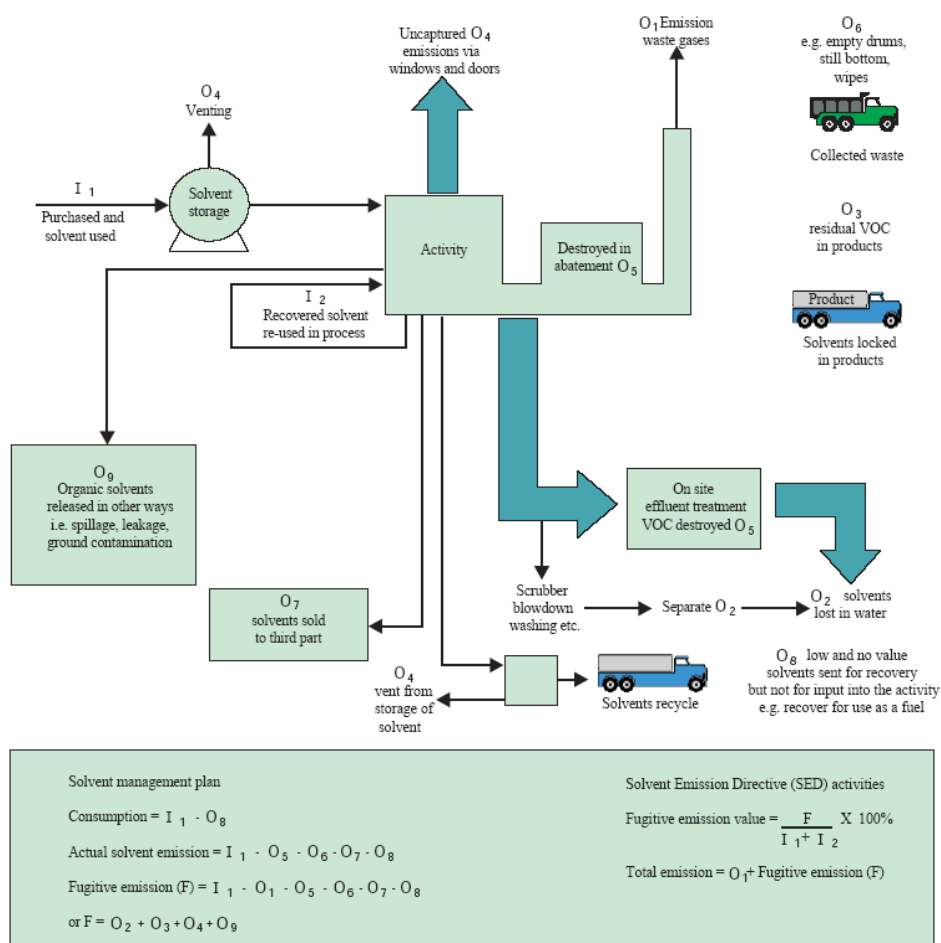 Uncaptured O4
emissions via
windows and doors
O1 Emission
waste gases
O6
e.g. empty drums,
still bottom,
wipes
Collected waste
O4
Venting
I 1
Purchased and
solvent used
Solvent
storage
Activity
Destroyed in
abatement O5
O3
residual VOC
in products
I 2
Recovered solvent
re-used in process
Product
Solvents locked
in products
O9
Organic solvents
released in other ways
i.e. spillage, leakage,
ground contamination
On site
effluent treatment
VOC destroyed O5
O7
solvents sold
to third part
Scrubber
blowdown
washing etc.
Separate O2
O2 solvents
lost in water
O4
vent from
storage of
solvent
Solvents recycle
O8 low and no value
solvents sent for recovery
but not for input into the activity
e.g. recover for use as a fuel
Solvent management plan
Consumption = I 1 - O8
Actual solvent emission = I 1 - O5 - O6 - O7 - O8
Fugitive emission (F) = I 1 - O1 - O5 - O6 - O7 - O8
or F = O2 + O3 + O4 + O9
Solvent Emission Directive (SED) activities
Fugitive emission value = F X 100%
I 1 + I 2
Total emission = O1 + Fugitive emission (F)